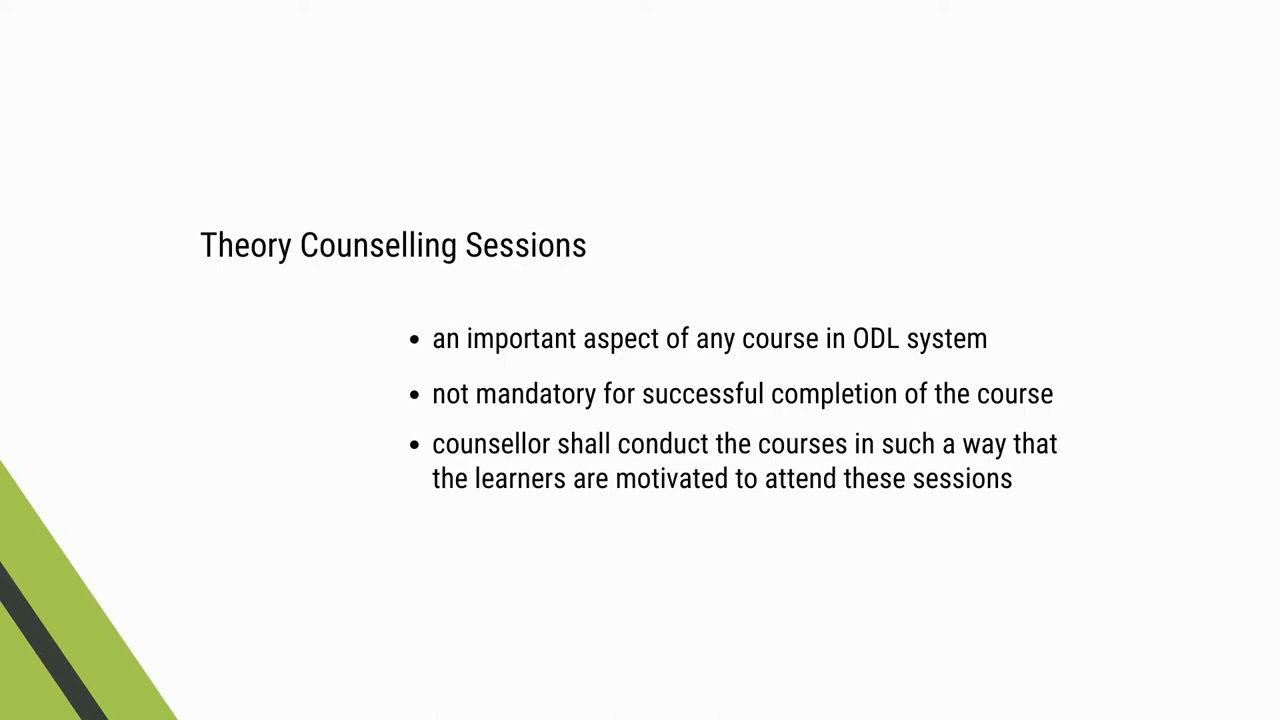 Theory Counselling Sessions
• an important aspect of any course in ODL system
• not mandatory for successful completion of the course
• counsellor shall conduct the courses in such a way that
the learners are motivated to attend these sessions